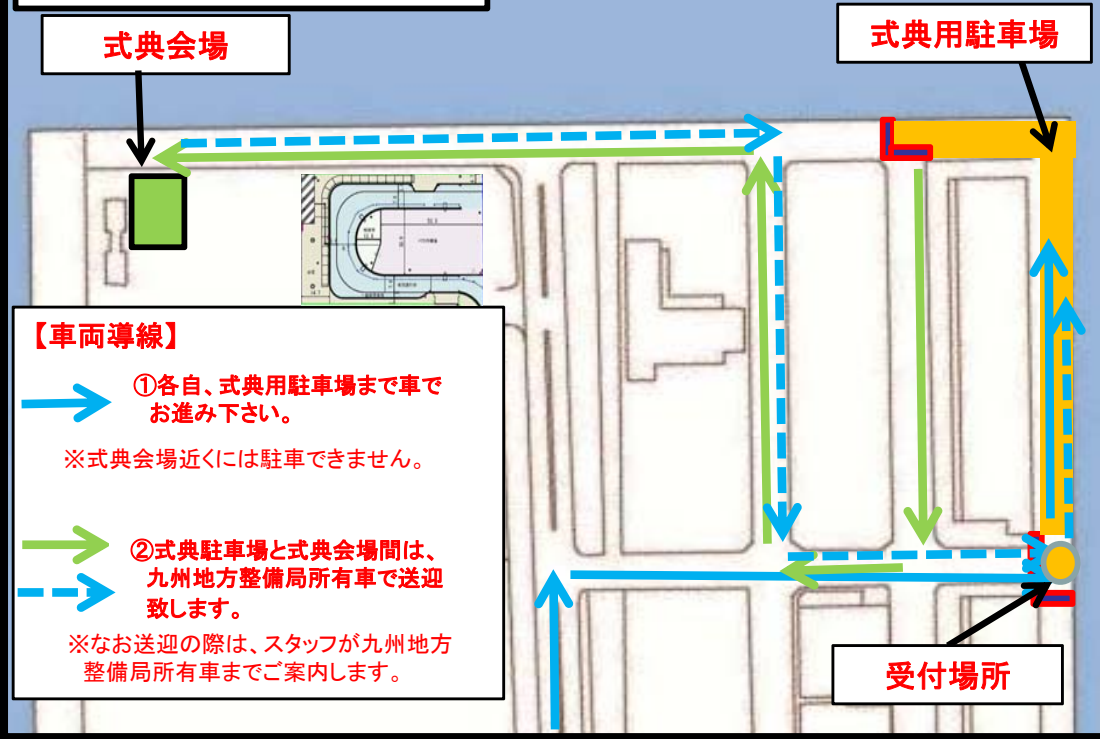 式典会場
式典用駐車場
【車両導線】
①各自、式典用駐車場まで車で
お進み下さい。
※式典会場近くには駐車できません。
②式典駐車場と式典会場間は、
九州地方整備局所有車で送迎
致します。
※なお送迎の際は、スタッフが九州地方
整備局所有車までご案内します。
受付場所